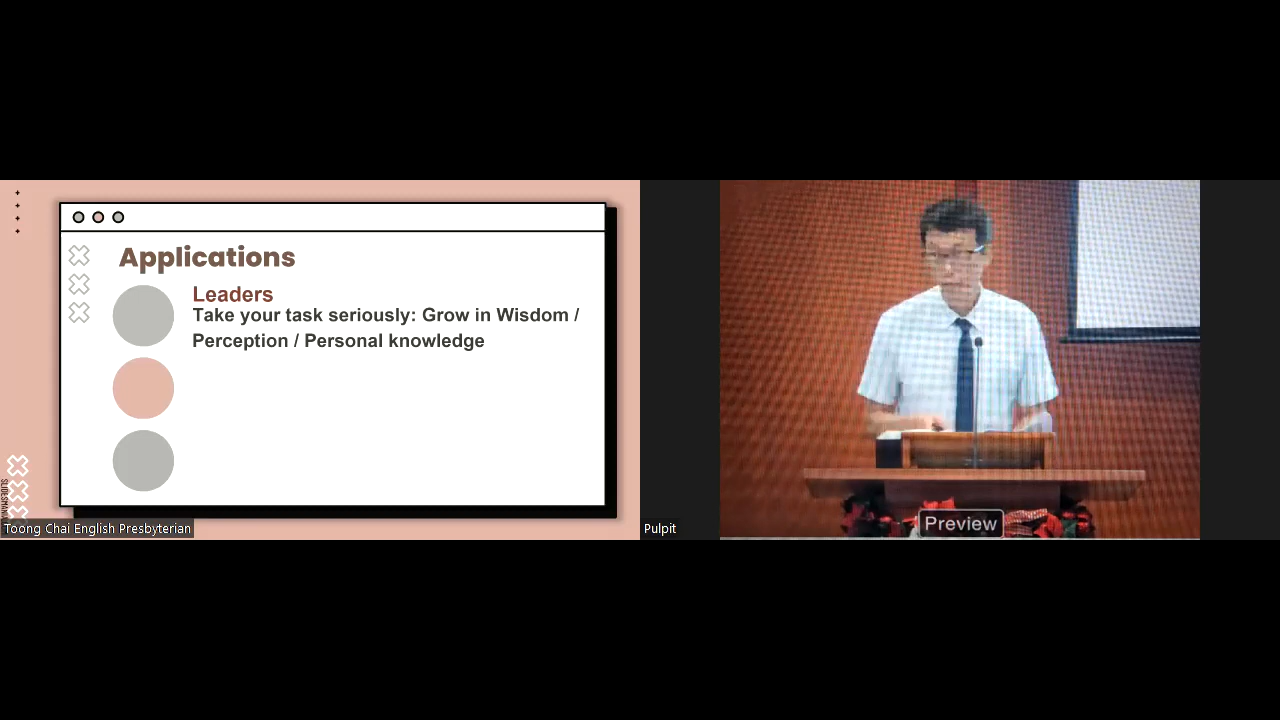 Applications
Leaders
Take your task seriously: Grow in Wisdom /
Perception / Personal knowledge
Toong Chai English Presbyterian
Pulpit
Preview